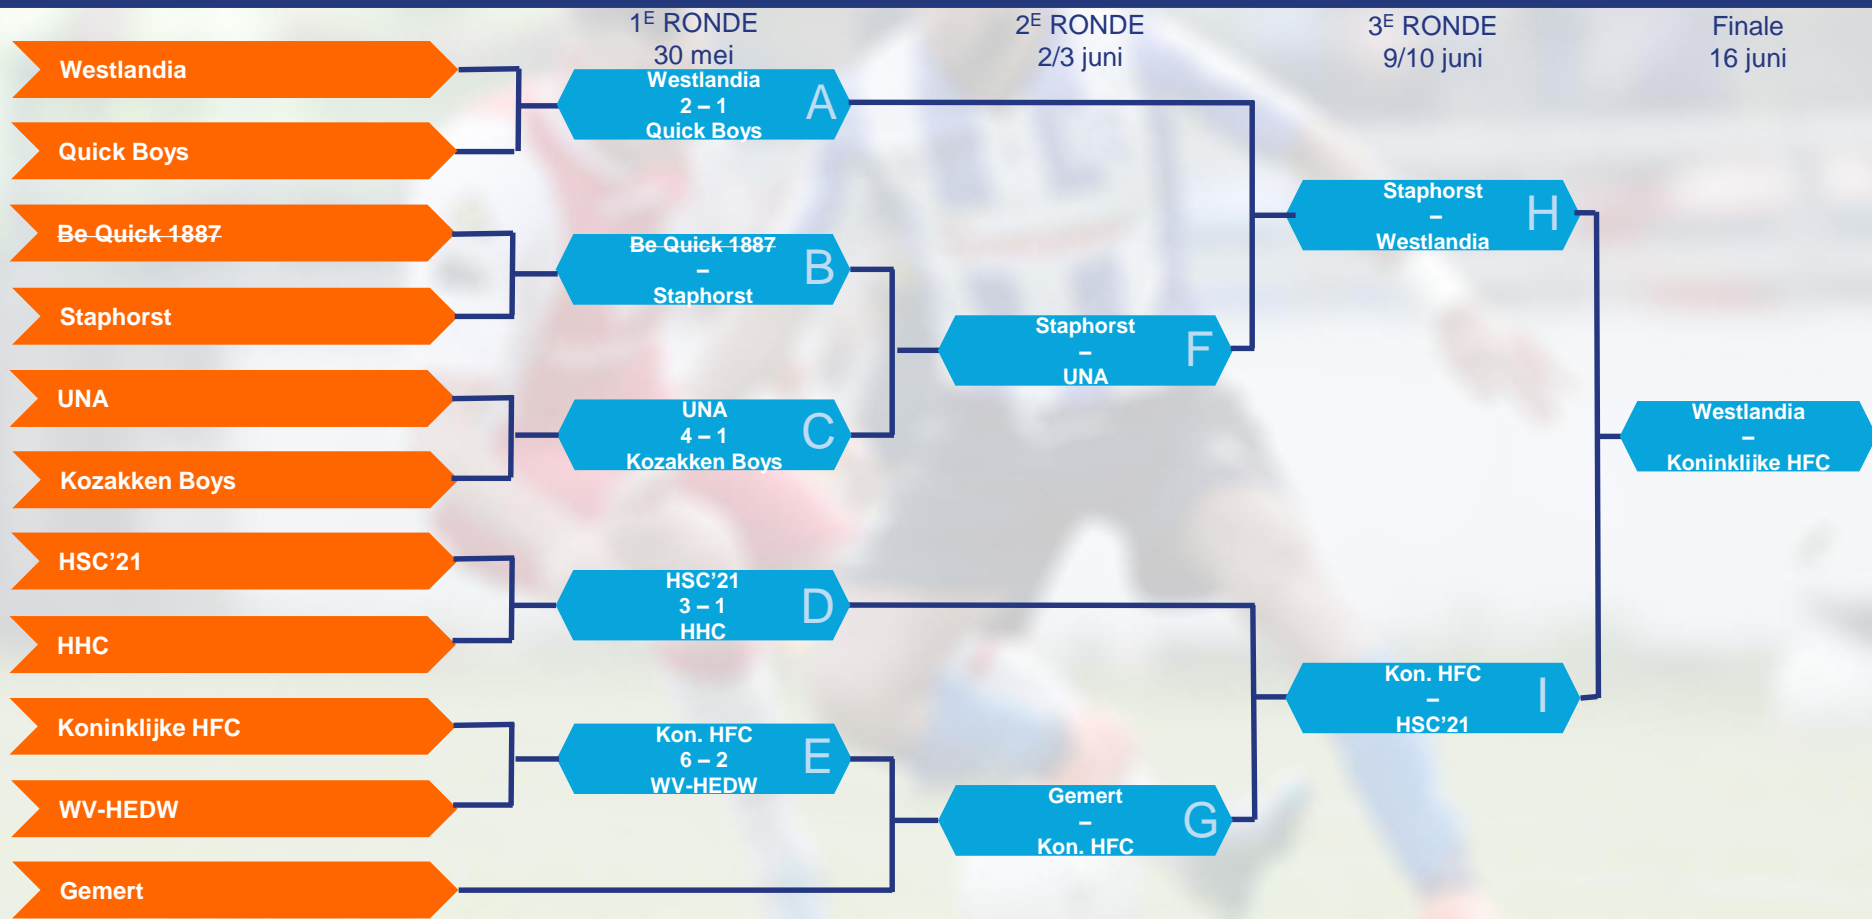 1E RONDE
30 mei
2E RONDE
2/3 juni
3E RONDE
9/10 juni
Finale
16 juni
Westlandia
Quick Boys
Be Quick 1887
Staphorst
UNA
Kozakken Boys
HSC’21
HHC
Koninklijke HFC
WV-HEDW
Gemert
Westlandia
2 – 1
Quick Boys
A
Be Quick 1887
–
Staphorst
B
UNA
4 – 1
Kozakken Boys
C
HSC’21
3 – 1
HHC
D
Kon. HFC
6 – 2
WV-HEDW
E
Staphorst
–
UNA
F
Gemert
–
Kon. HFC
G
Staphorst
–
Westlandia
H
Kon. HFC
–
HSC’21
I
Westlandia
–
Koninklijke HFC